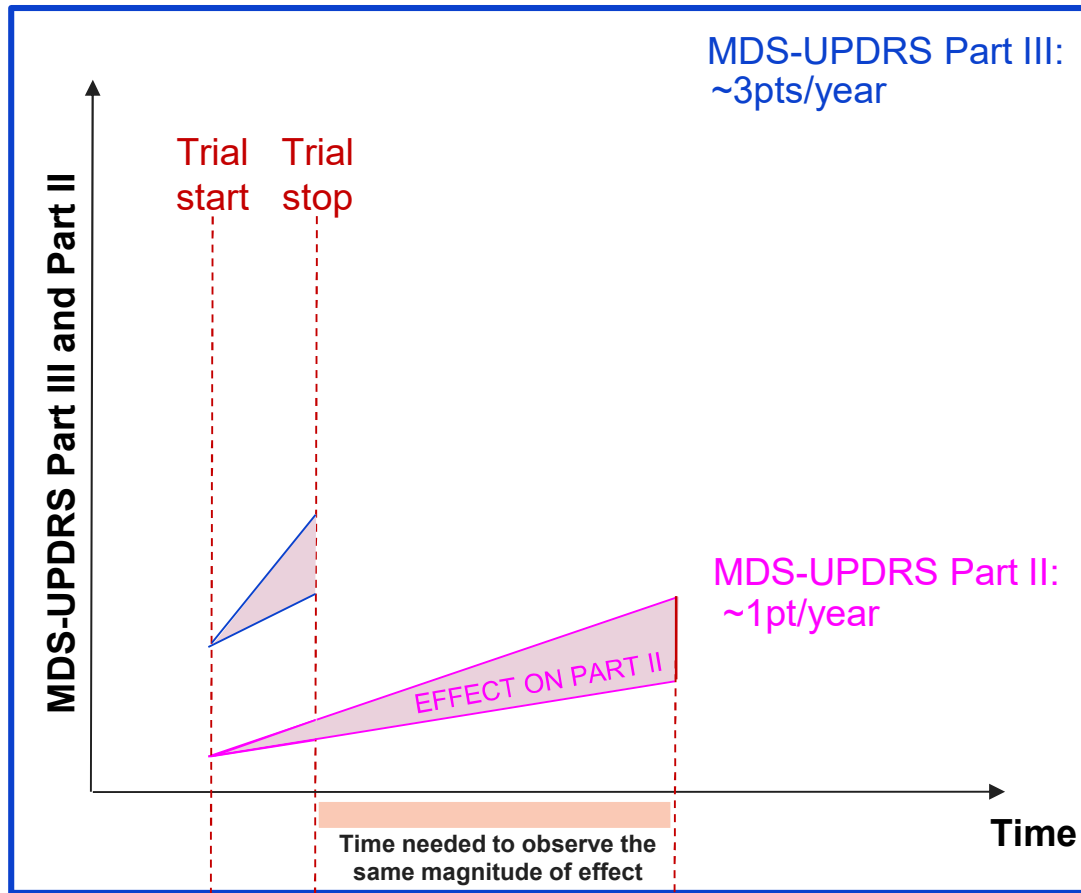 MDS-UPDRS Part III:
~3pts/year
Trial
start
Trial
stop
MDS-UPDRS Part III and Part II
MDS-UPDRS Part II:
~1pt/year
EFFECT ON PART II
Time
Time needed to observe the
same magnitude of effect